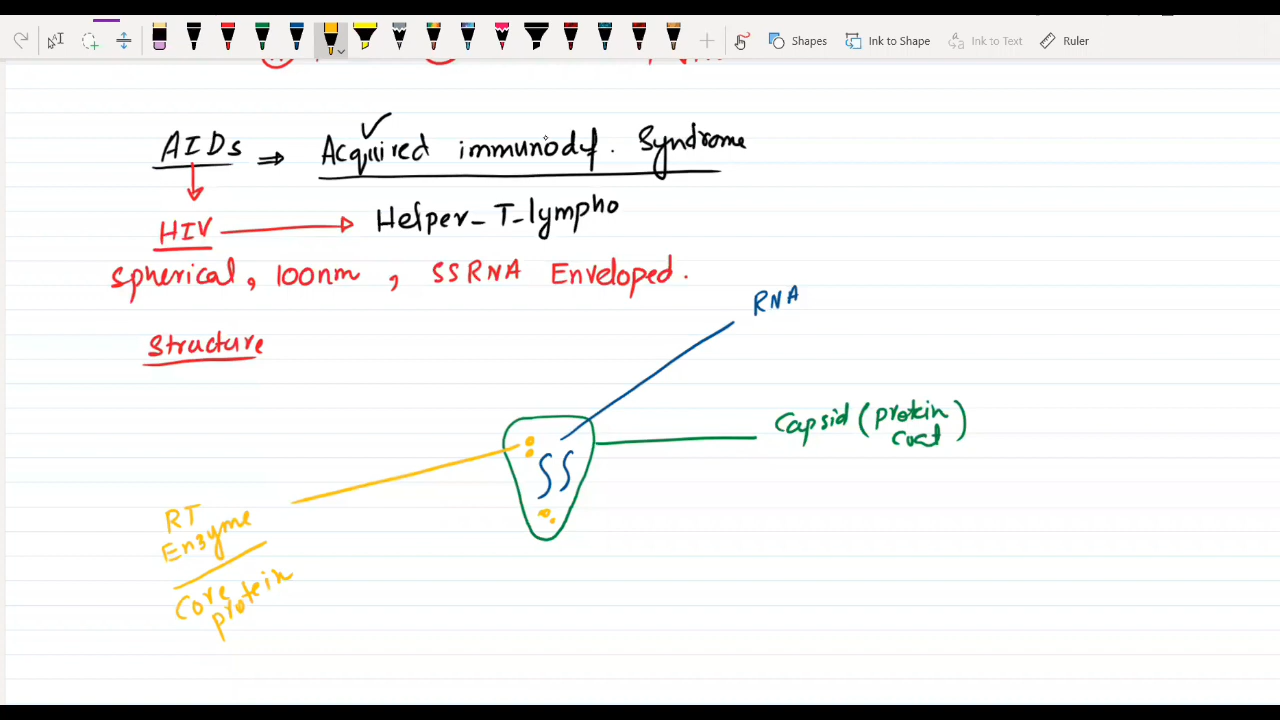 Shapes Ink to Shape Ink to Text Ruler
AIDs ⇒ Acquired immunodf. Syndrome
HIV → Helper-T-lympho
Spherical, 100nm, SSRNA Enveloped.
RNA
Structure
Capsid (protein
coat)
RT
Enzyme
Core
protein